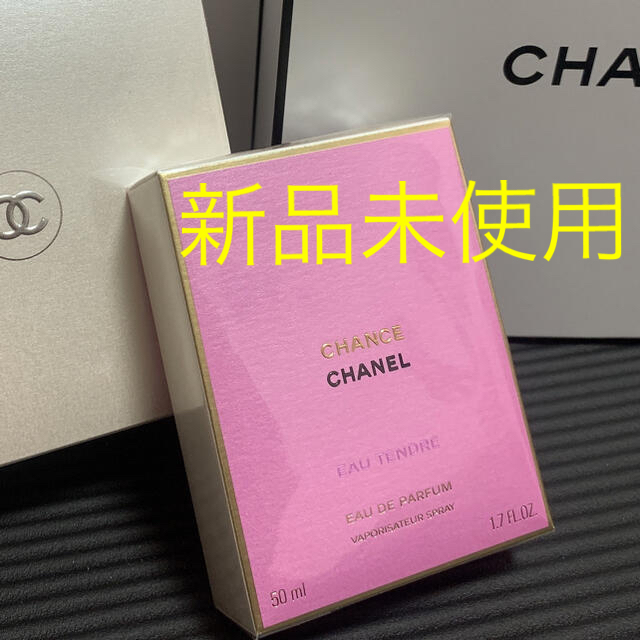 CHA
新品未使用
CHANCE
CHANEL
EAU TENDRE
EAU DE PARFUM
VAPORISATEUR SPRAY
50 ml
1.7 FL.OZ.